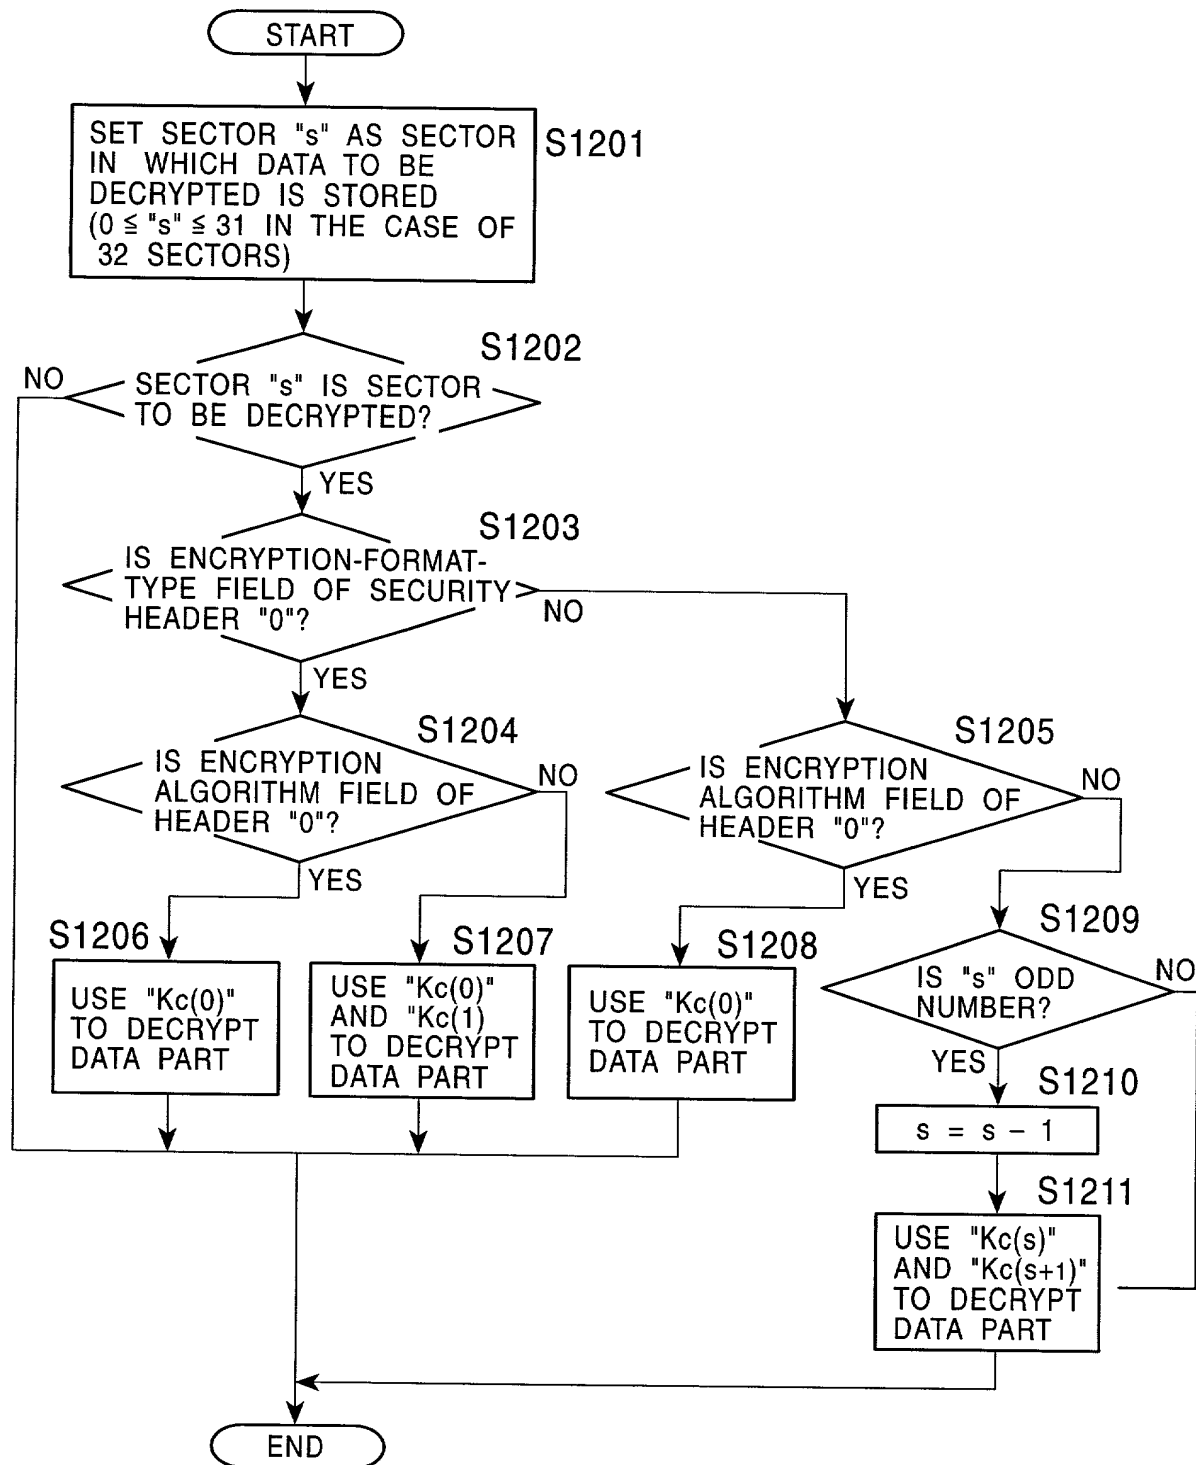 START
SET SECTOR "s" AS SECTOR
IN WHICH DATA TO BE
DECRYPTED IS STORED
(0 ≦ "s" ≦ 31 IN THE CASE OF
32 SECTORS)
S1201
S1202
NO
SECTOR "s" IS SECTOR
TO BE DECRYPTED?
YES
S1203
IS ENCRYPTION-FORMAT-
TYPE FIELD OF SECURITY
HEADER "0"?
NO
YES
S1204
IS ENCRYPTION
ALGORITHM FIELD OF
HEADER "0"?
NO
YES
S1205
IS ENCRYPTION
ALGORITHM FIELD OF
HEADER "0"?
NO
YES
S1206
USE "Kc(0)"
TO DECRYPT
DATA PART
S1207
USE "Kc(0)"
AND "Kc(1)
TO DECRYPT
DATA PART
S1208
USE "Kc(0)"
TO DECRYPT
DATA PART
S1209
IS "s" ODD
NUMBER?
NO
YES
S1210
s = s − 1
S1211
USE "Kc(s)"
AND "Kc(s+1)"
TO DECRYPT
DATA PART
END